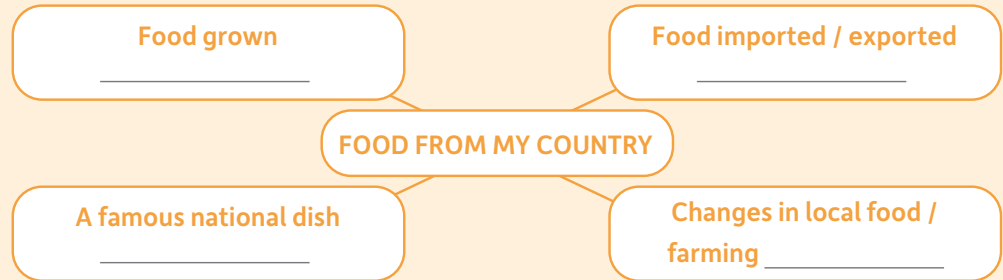 Food grown
Food imported / exported
FOOD FROM MY COUNTRY
A famous national dish
Changes in local food /
farming